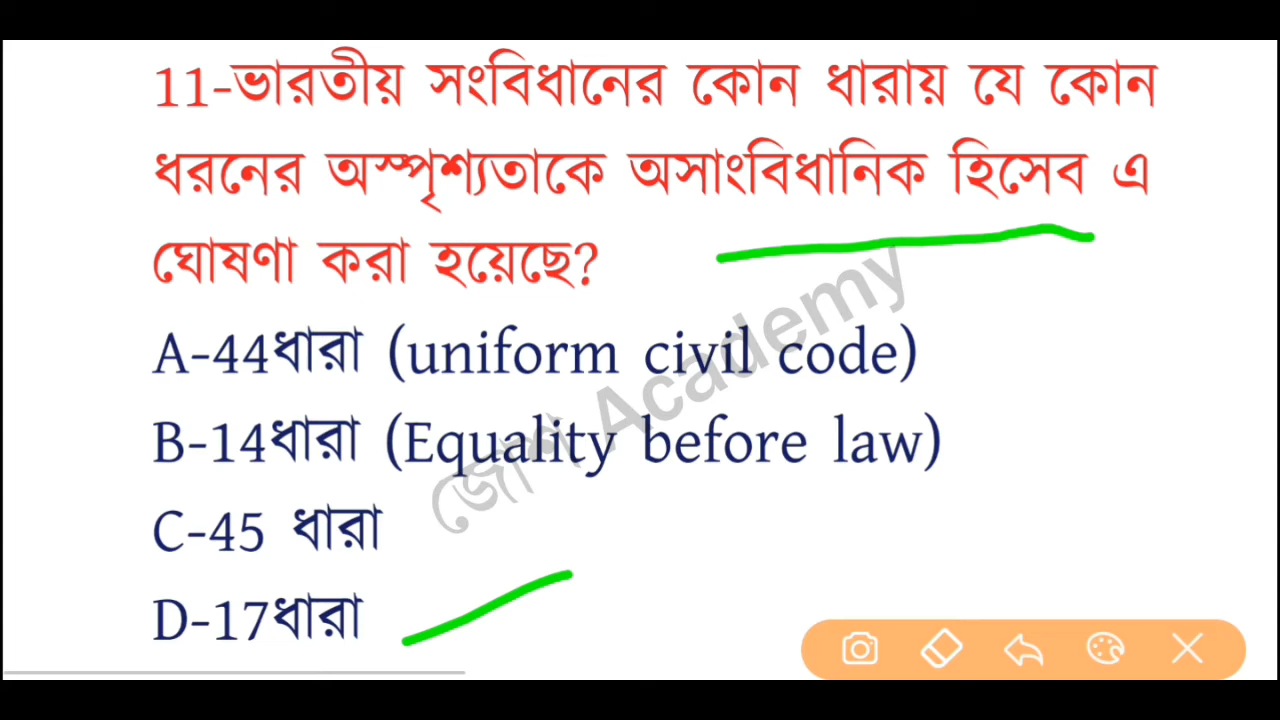 11-ভারতীয় সংবিধানের কোন ধারায় যে কোন
ধরনের অস্পৃশ্যতাকে অসাংবিধানিক হিসেব এ
ঘোষণা করা হয়েছে?
A-44ধারা (uniform civil code)
B-14ধারা (Equality before law)
C-45 ধারা
D-17ধারা
জোশ Academy